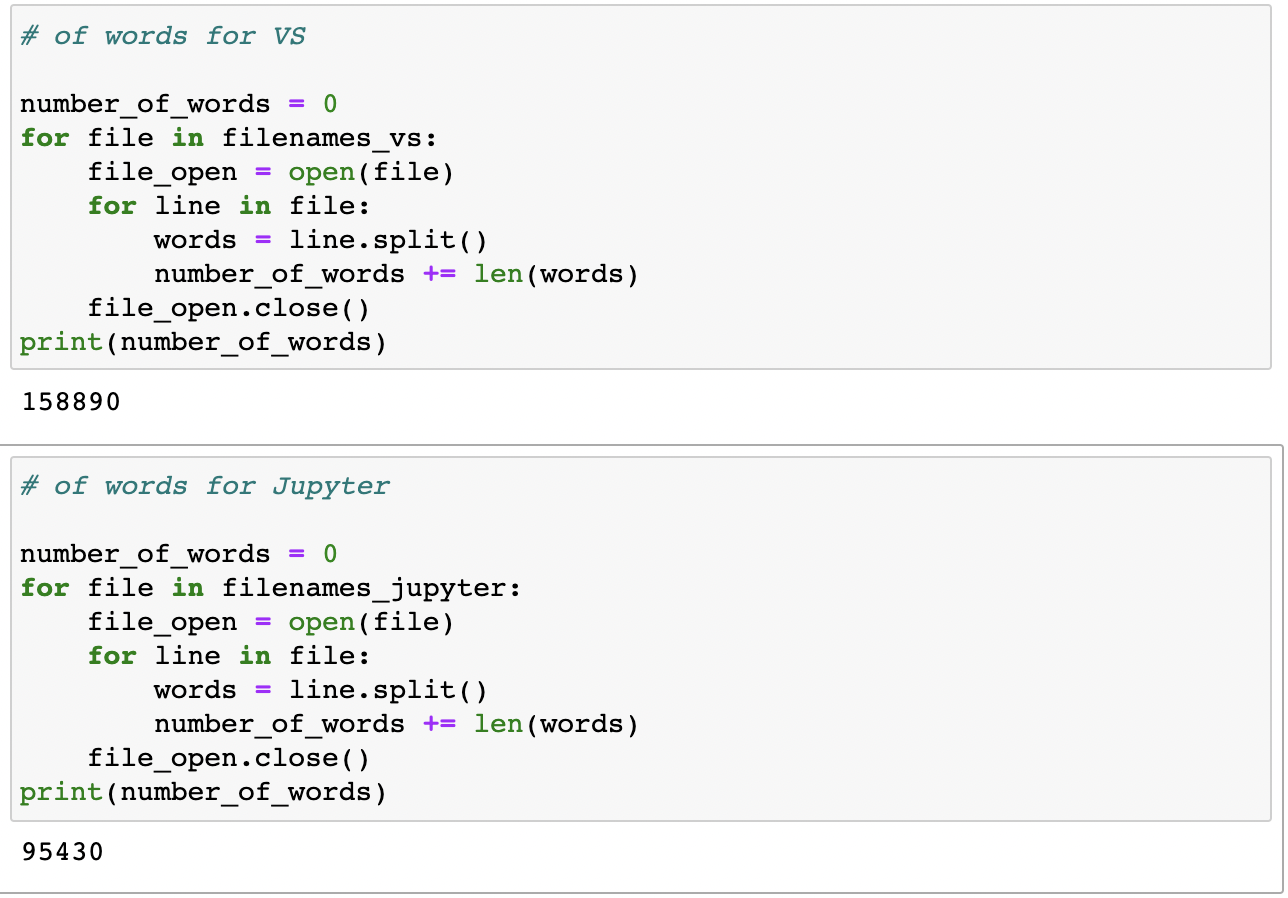 # of words for VS
number_of_words = 0
for file in filenames_vs:
    file_open = open(file)
    for line in file:
        words = line.split()
        number_of_words += len(words)
    file_open.close()
print(number_of_words)
158890
# of words for Jupyter
number_of_words = 0
for file in filenames_jupyter:
    file_open = open(file)
    for line in file:
        words = line.split()
        number_of_words += len(words)
    file_open.close()
print(number_of_words)
95430